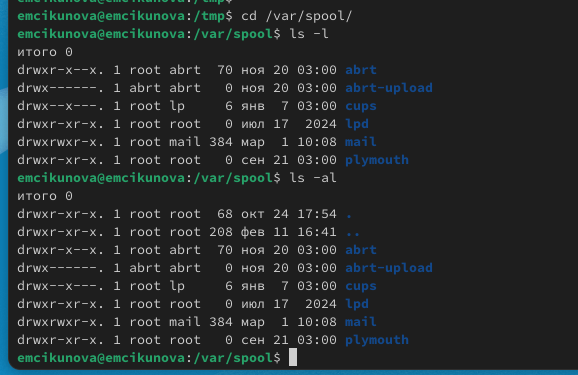 emcikunova@emcikunova:/tmp$ cd /var/spool/
emcikunova@emcikunova:/var/spool$ ls -l
итого 0
drwxr-x--x. 1 root abrt  70 ноя 20 03:00 abrt
drwx------. 1 abrt abrt   0 ноя 20 03:00 abrt-upload
drwx--x---. 1 root lp     6 янв  7 03:00 cups
drwxr-xr-x. 1 root root   0 июл 17  2024 lpd
drwxrwxr-x. 1 root mail 384 мар  1 10:08 mail
drwxr-xr-x. 1 root root   0 сен 21 03:00 plymouth
emcikunova@emcikunova:/var/spool$ ls -al
итого 0
drwxr-xr-x. 1 root root  68 окт 24 17:54 .
drwxr-xr-x. 1 root root 208 фев 11 16:41 ..
drwxr-x--x. 1 root abrt  70 ноя 20 03:00 abrt
drwx------. 1 abrt abrt   0 ноя 20 03:00 abrt-upload
drwx--x---. 1 root lp     6 янв  7 03:00 cups
drwxr-xr-x. 1 root root   0 июл 17  2024 lpd
drwxrwxr-x. 1 root mail 384 мар  1 10:08 mail
drwxr-xr-x. 1 root root   0 сен 21 03:00 plymouth
emcikunova@emcikunova:/var/spool$